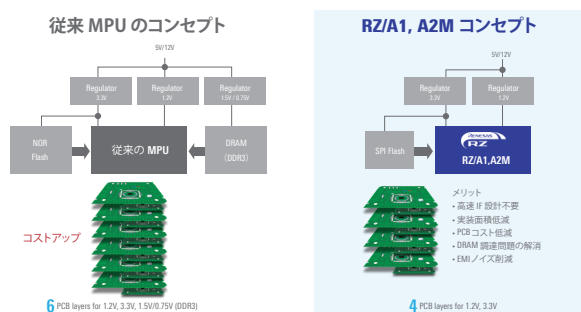 従来 MPU のコンセプト
5V/12V
Regulator
3.3V
Regulator
1.2V
Regulator
1.5V / 0.75V
NOR
Flash
従来の MPU
DRAM
(DDR3)
コストアップ
6 PCB layers for 1.2V, 3.3V, 1.5V/0.75V (DDR3)
RZ/A1, A2M コンセプト
5V/12V
Regulator
3.3V
Regulator
1.2V
SPI Flash
RENESAS
RZ
RZ/A1,A2M
メリット
• 高速 IF 設計不要
• 実装面積低減
• PCB コスト低減
• DRAM 調達問題の解消
• EMI ノイズ削減
4 PCB layers for 1.2V, 3.3V